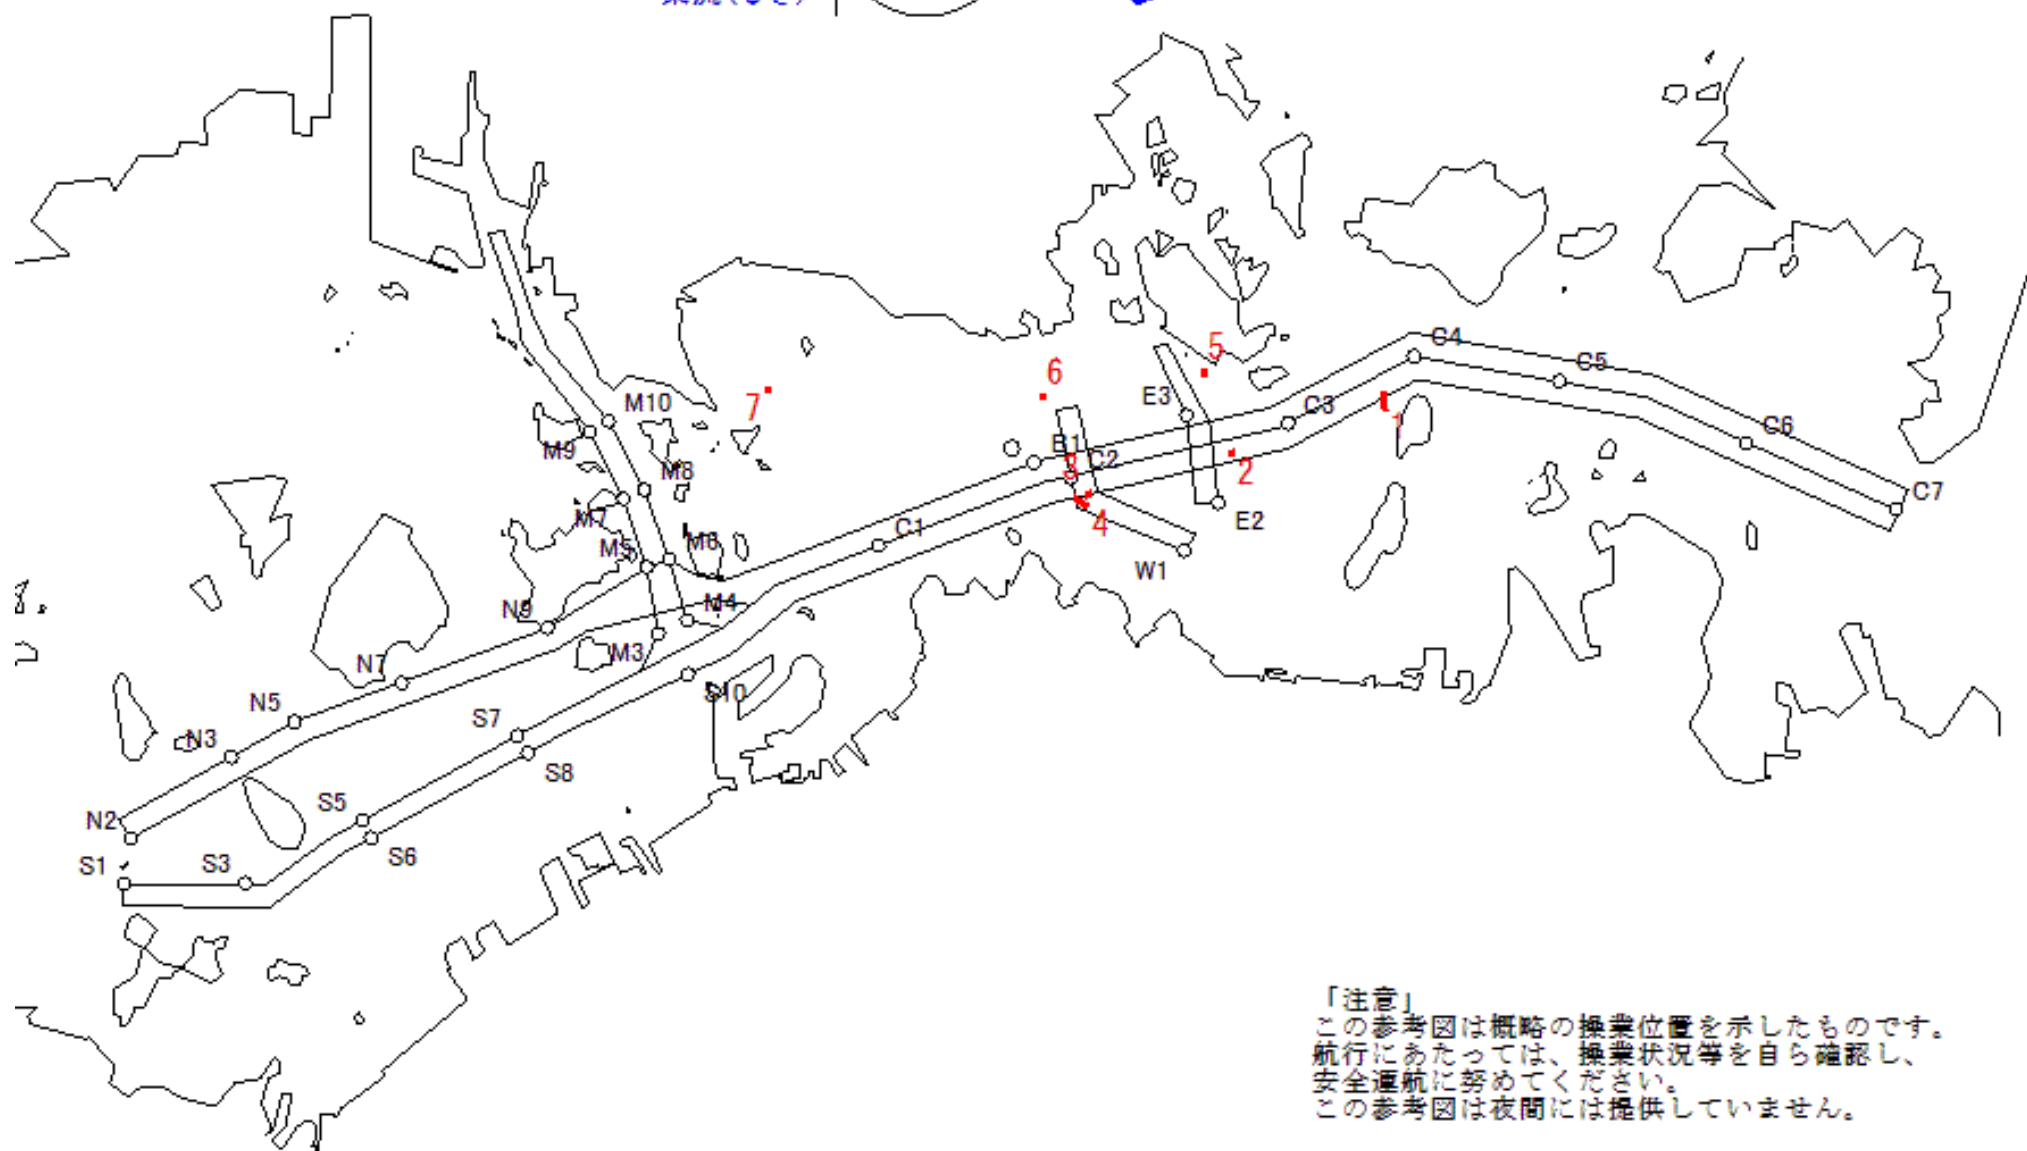 C4
5
C5
6
M10
E3
C3
7
1
C6
M9
B1
M8
3
C2
2
C7
M7
4
E2
C1
M5
M6
W1
N9
M4
M3
N7
S10
N5
S7
N3
S8
S5
N2
S6
S1
S3
「注意」
この参考図は概略の操業位置を示したものです。
航行にあたっては、操業状況等を自ら確認し、
安全運航に努めてください。
この参考図は夜間には提供していません。